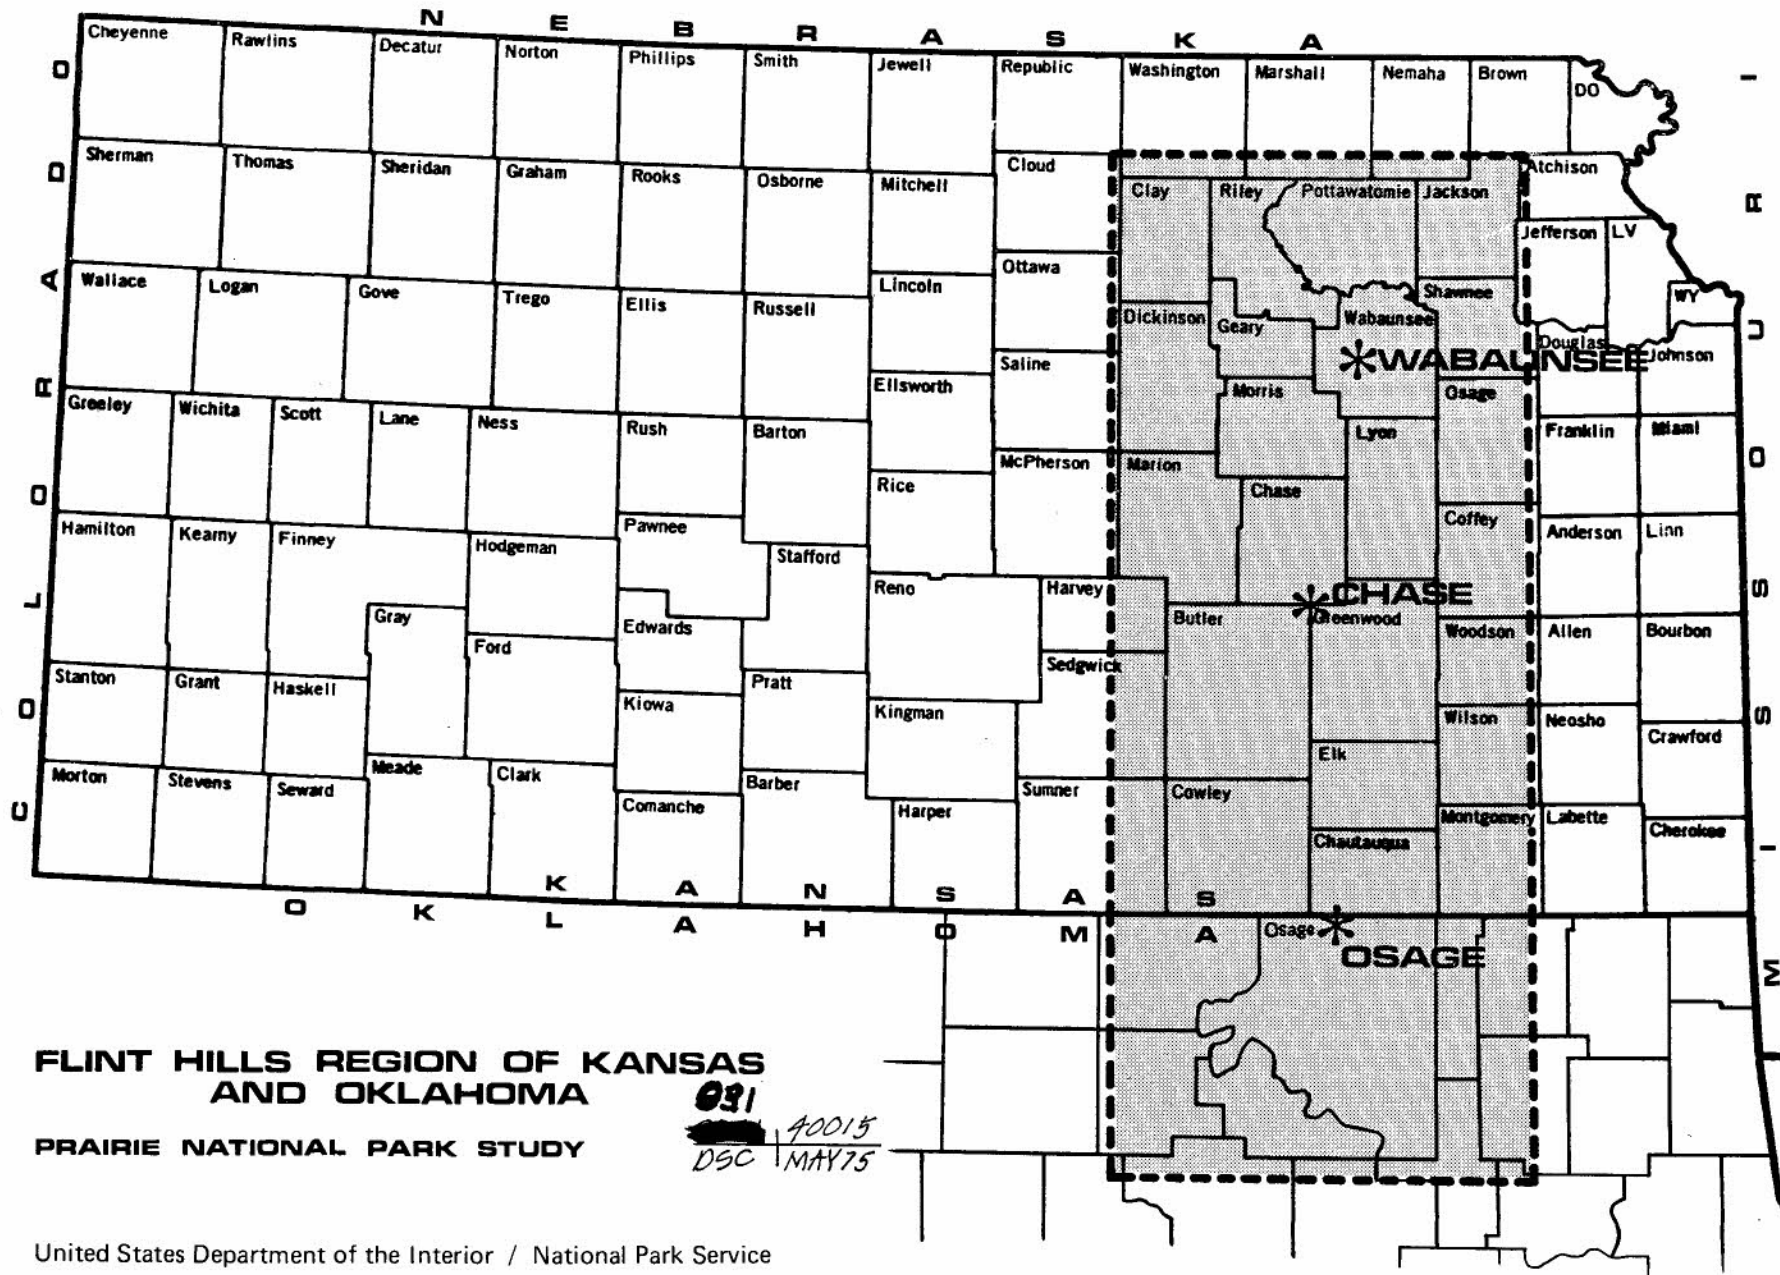 NEBRASKA
COLORADO
MISSOURI
Cheyenne Rawlins Decatur Norton Phillips Smith Jewell Republic Washington Marshall Nemaha Brown DO
Sherman Thomas Sheridan Graham Rooks Osborne Mitchell Cloud Clay Riley Pottawatomie Jackson Atchison
Jefferson LV
Wallace Logan Gove Trego Ellis Russell Lincoln Ottawa Dickinson Geary Wabaunsee Shawnee WY
Douglas Johnson
WABAUNSEE
Greeley Wichita Scott Lane Ness Rush Barton Ellsworth Saline Morris Lyon Osage Franklin Miami
Rice McPherson Marion Chase Coffey Anderson Linn
Hamilton Kearny Finney Hodgeman Pawnee Stafford Reno Harvey
CHASE
Gray Ford Edwards Butler Greenwood Woodson Allen Bourbon
Stanton Grant Haskell Kiowa Pratt Kingman Sedgwick Wilson Neosho Crawford
Elk
Morton Stevens Seward Meade Clark Comanche Barber Harper Sumner Cowley Montgomery Labette Cherokee
Chautauqua
KANSAS
OKLAHOMA
Osage
OSAGE
FLINT HILLS REGION OF KANSAS
AND OKLAHOMA
PRAIRIE NATIONAL PARK STUDY
031
40015
DSC MAY75
United States Department of the Interior / National Park Service